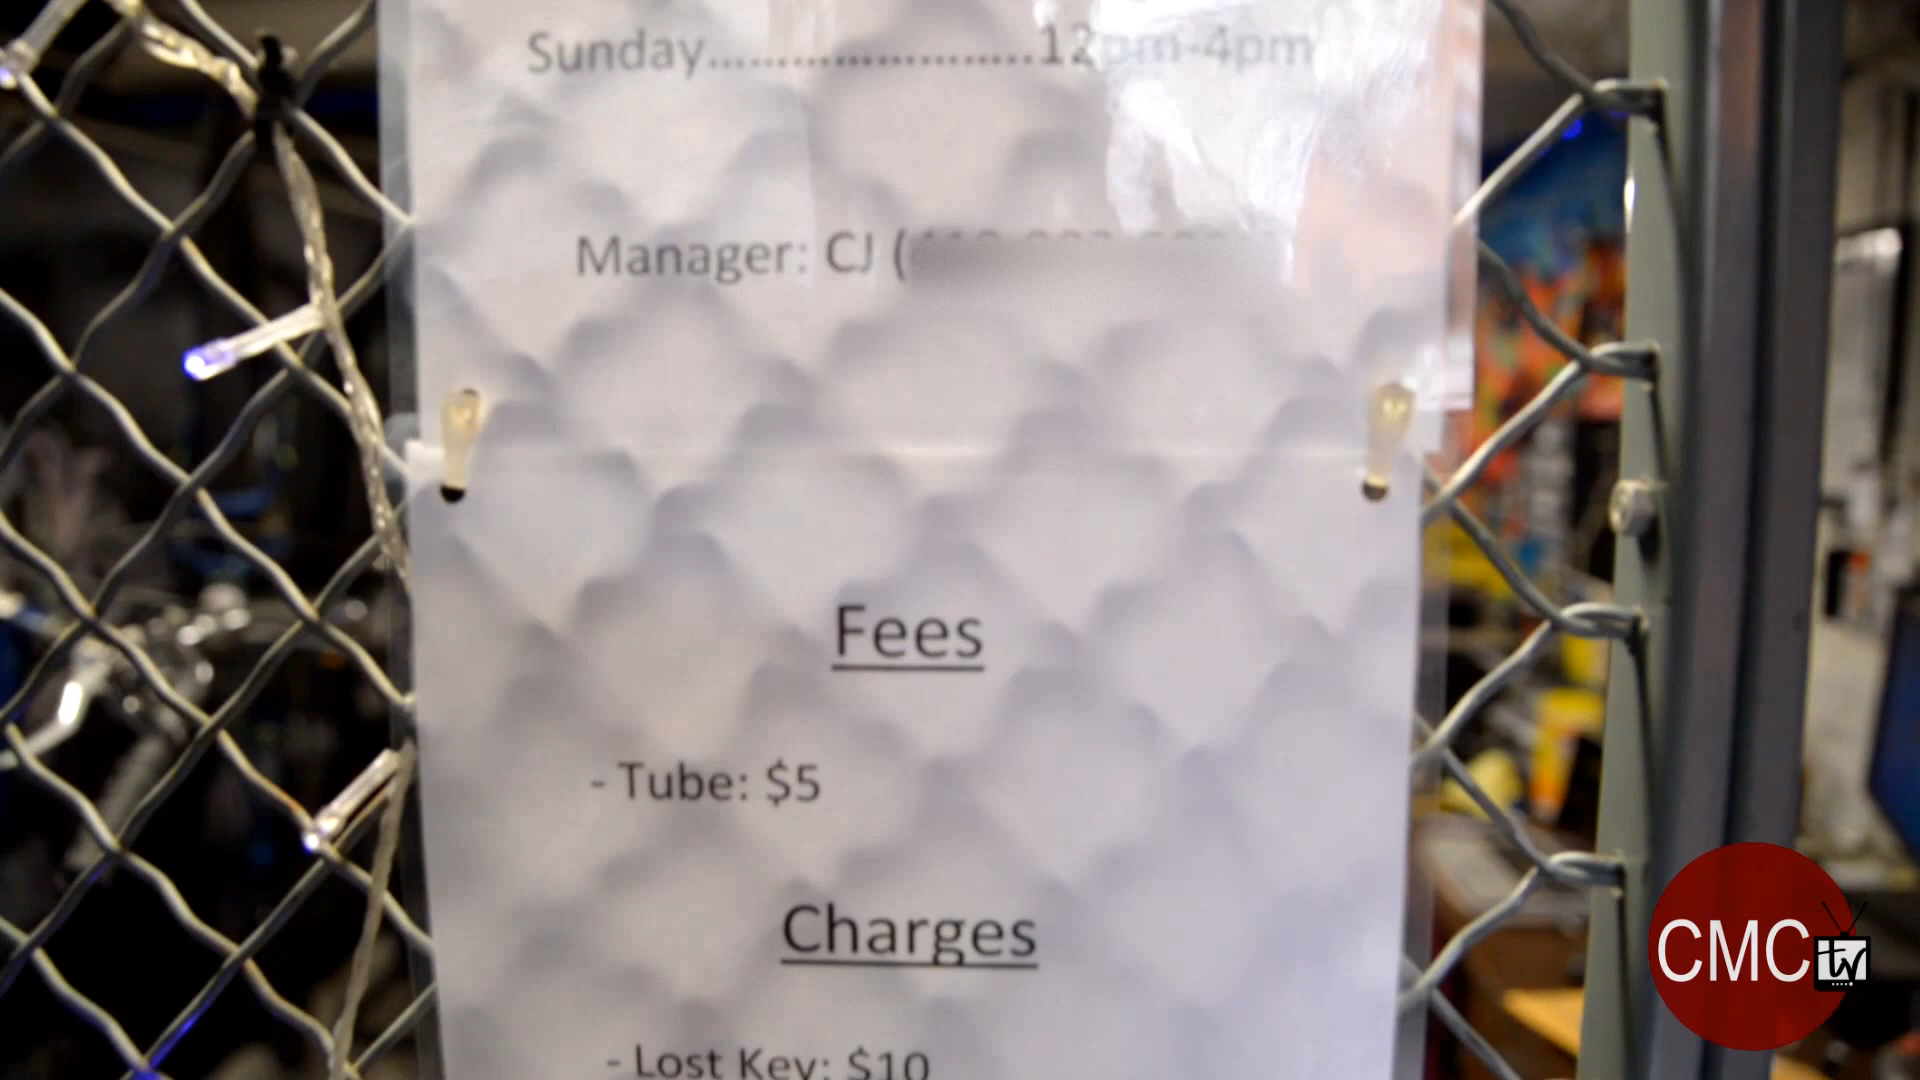 Sunday........................12pm-4pm
Manager: CJ (
Fees
- Tube: $5
Charges
- Lost Key: $10
CMC tv